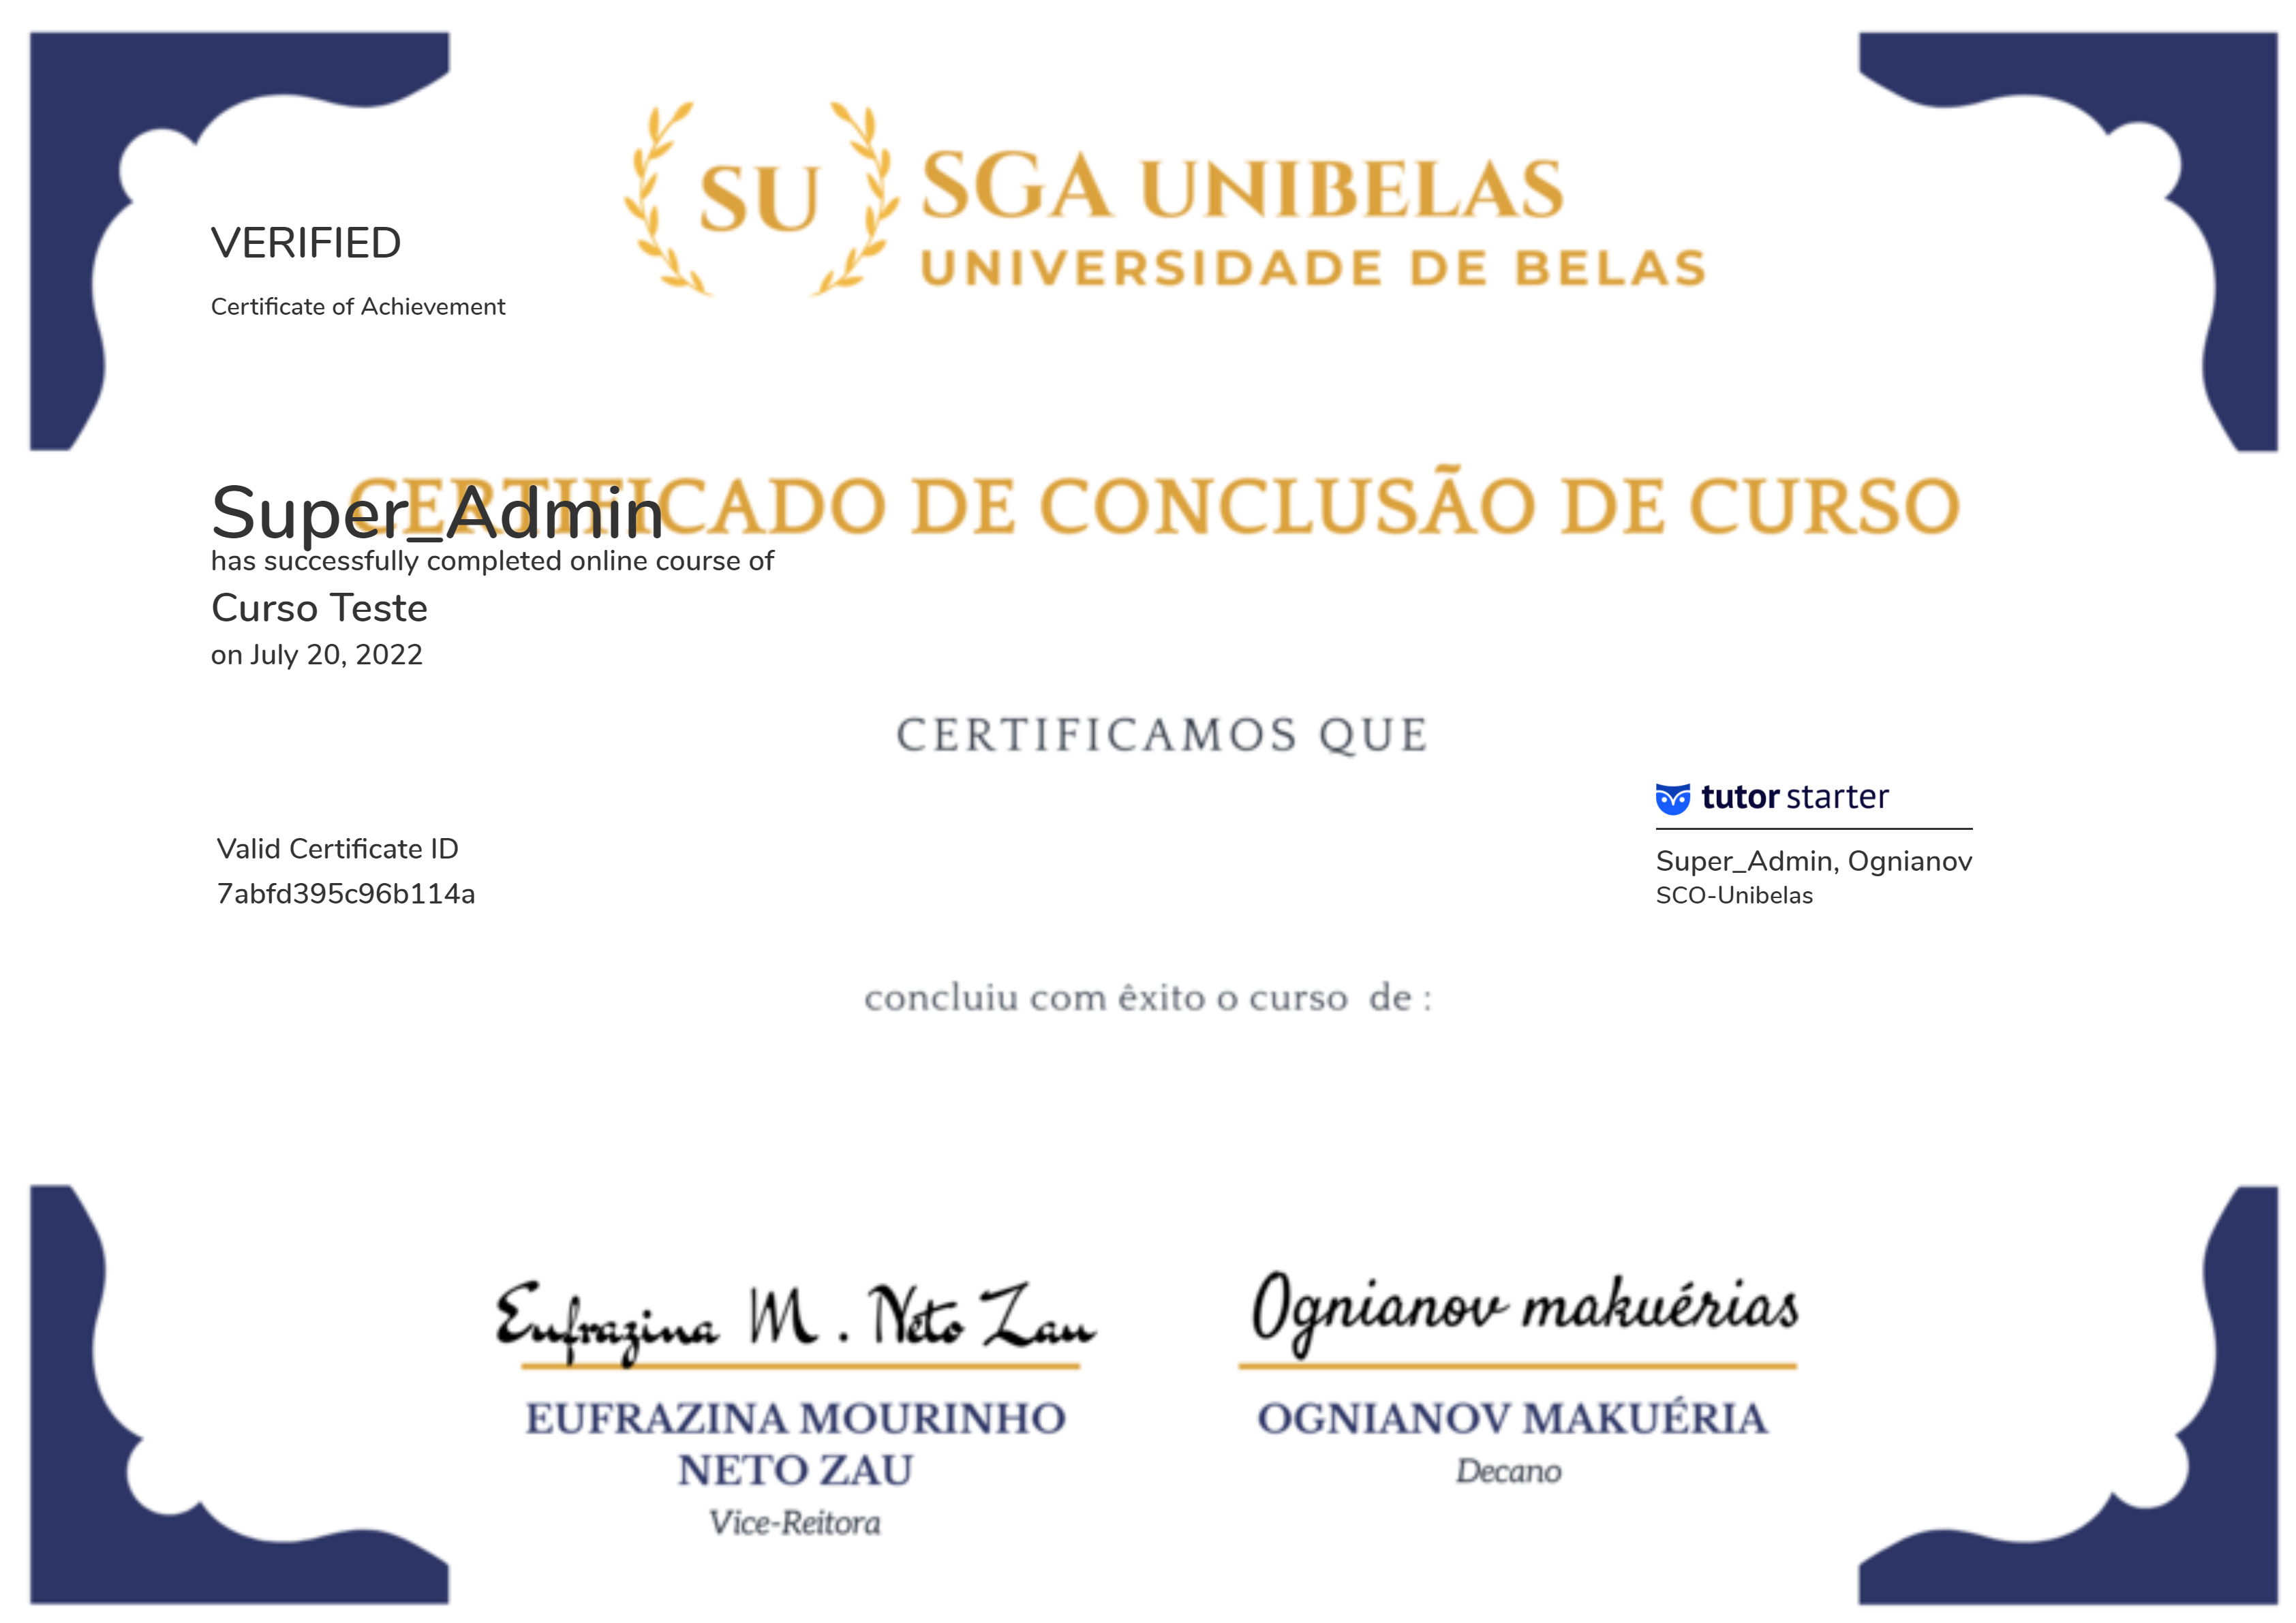 SU
SGA UNIBELAS
UNIVERSIDADE DE BELAS
VERIFIED
Certificate of Achievement
CERTIFICADO DE CONCLUSÃO DE CURSO
Super_Admin
has successfully completed online course of
Curso Teste
on July 20, 2022
CERTIFICAMOS QUE
tutor starter
Valid Certificate ID
7abfd395c96b114a
Super_Admin, Ognianov
SCO-Unibelas
concluiu com êxito o curso de :
Eufrazina M . Neto Zau
Ognianov makuérias
EUFRAZINA MOURINHO
NETO ZAU
Vice-Reitora
OGNIANOV MAKUÉRIA
Decano